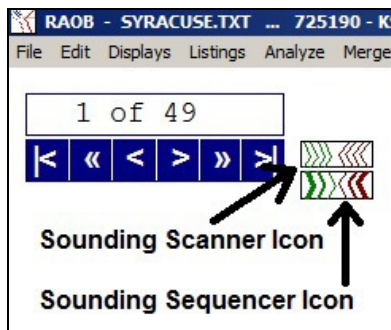 RAOB - SYRACUSE.TXT ... 725190 - K
File Edit Displays Listings Analyze Merge
1 of 49
|< « < > » >|
Sounding Scanner Icon
Sounding Sequencer Icon